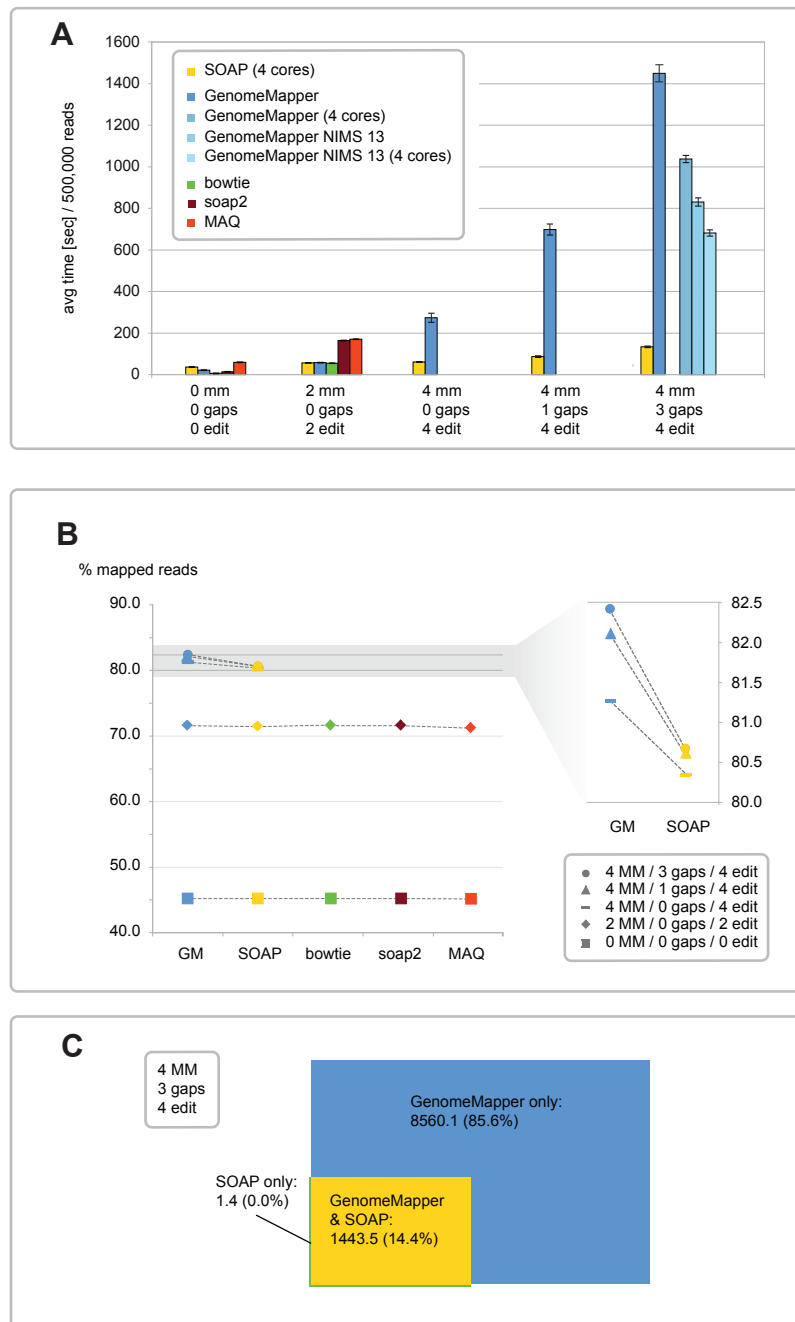 A
1600
1400
1200
1000
800
600
400
200
0
avg time [sec] / 500,000 reads
SOAP (4 cores)
GenomeMapper
GenomeMapper (4 cores)
GenomeMapper NIMS 13
GenomeMapper NIMS 13 (4 cores)
bowtie
soap2
MAQ
0 mm 2 mm 4 mm 4 mm 4 mm
0 gaps 0 gaps 0 gaps 1 gaps 3 gaps
0 edit 2 edit 4 edit 4 edit 4 edit
B
% mapped reads
90.0
80.0
70.0
60.0
50.0
40.0
GM SOAP bowtie soap2 MAQ
82.5
82.0
81.5
81.0
80.5
80.0
GM SOAP
4 MM / 3 gaps / 4 edit
4 MM / 1 gaps / 4 edit
4 MM / 0 gaps / 4 edit
2 MM / 0 gaps / 2 edit
0 MM / 0 gaps / 0 edit
C
4 MM
3 gaps
4 edit
GenomeMapper only:
8560.1 (85.6%)
SOAP only:
1.4 (0.0%)
GenomeMapper
& SOAP:
1443.5 (14.4%)